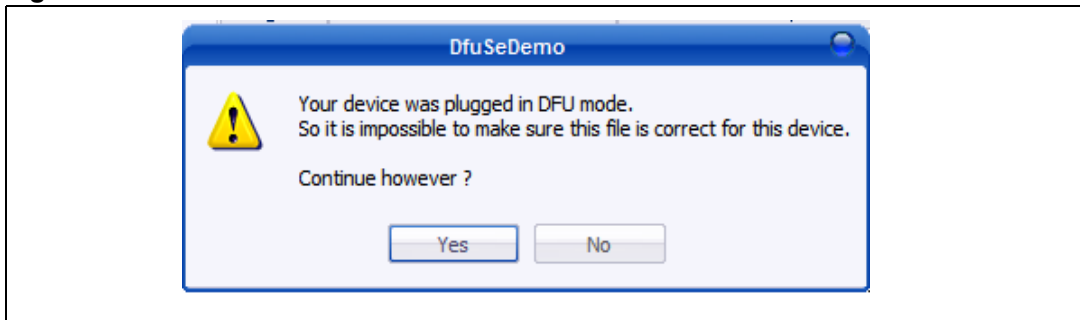 DfuSeDemo
Your device was plugged in DFU mode.
So it is impossible to make sure this file is correct for this device.
Continue however ?
Yes No